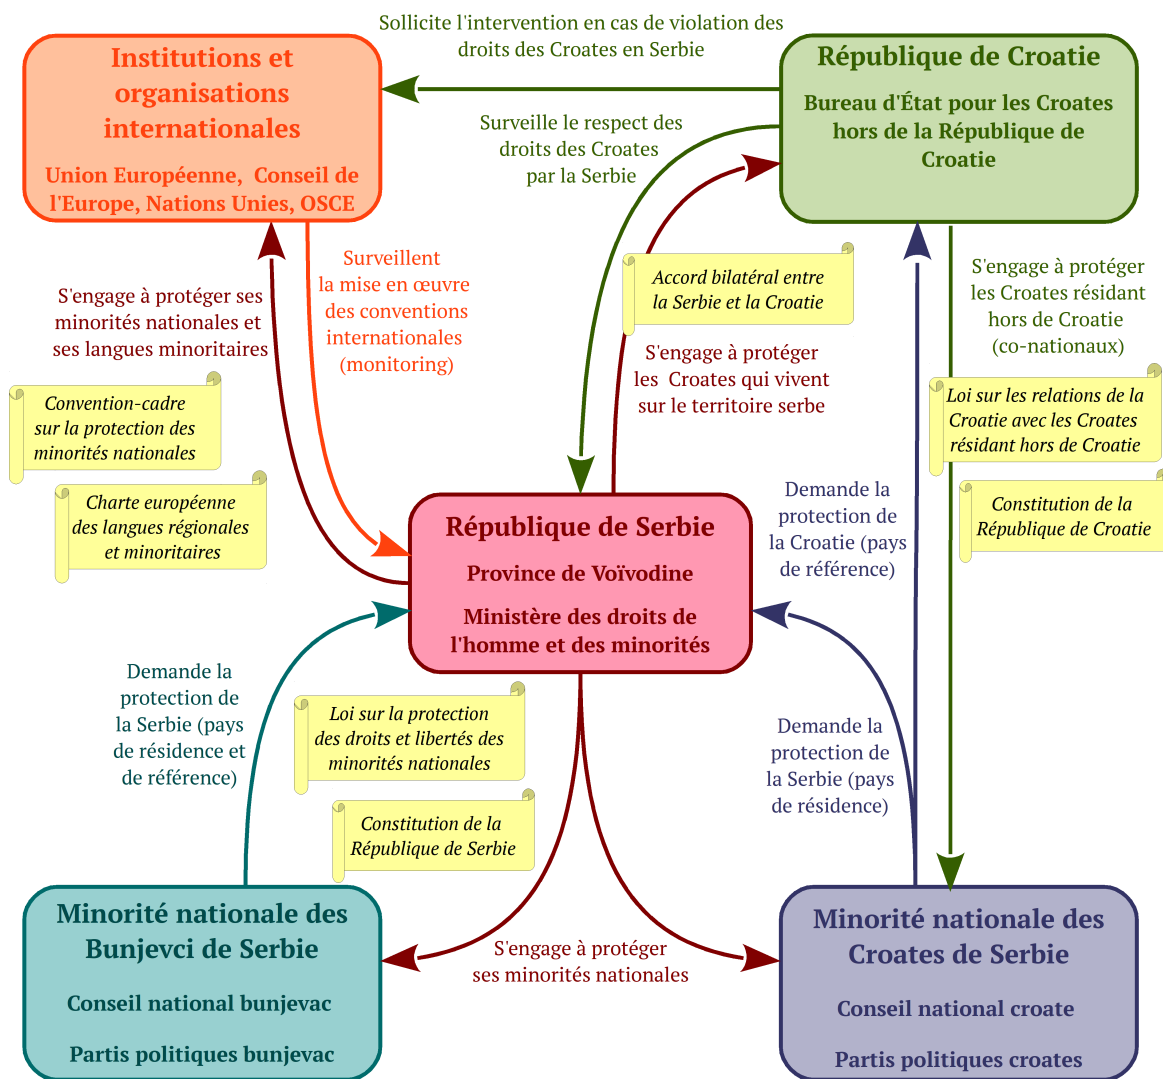 Sollicite l'intervention en cas de violation des
droits des Croates en Serbie
Institutions et
organisations
internationales
Union Européenne, Conseil de
l'Europe, Nations Unies, OSCE
République de Croatie
Bureau d'État pour les Croates
hors de la République de
Croatie
Surveille le respect des
droits des Croates
par la Serbie
Surveillent
la mise en œuvre
des conventions
internationales
(monitoring)
S'engage à protéger ses
minorités nationales et
ses langues minoritaires
Accord bilatéral entre
la Serbie et la Croatie
S'engage à protéger
les Croates résidant
hors de Croatie
(co-nationaux)
S'engage à protéger
les Croates qui vivent
sur le territoire serbe
Convention-cadre
sur la protection des
minorités nationales
Loi sur les relations de la
Croatie avec les Croates
résidant hors de Croatie
Charte européenne
des langues régionales
et minoritaires
Demande la
protection de
la Croatie (pays
de référence)
Constitution de la
République de Croatie
République de Serbie
Province de Voïvodine
Ministère des droits de
l'homme et des minorités
Demande la
protection de
la Serbie (pays
de résidence et
de référence)
Loi sur la protection
des droits et libertés des
minorités nationales
Demande la
protection de
la Serbie (pays
de résidence)
Constitution de la
République de Serbie
Minorité nationale des
Bunjevci de Serbie
Conseil national bunjevac
Partis politiques bunjevac
S'engage à protéger
ses minorités nationales
Minorité nationale des
Croates de Serbie
Conseil national croate
Partis politiques croates